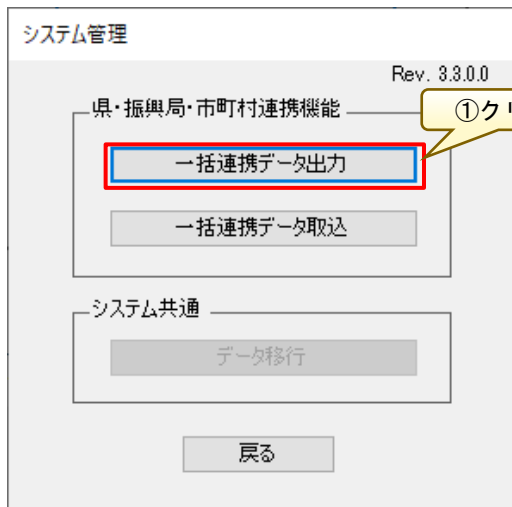 システム管理
Rev. 3.3.0.0
県・振興局・市町村連携機能
①ク
一括連携データ出力
一括連携データ取込
システム共通
データ移行
戻る